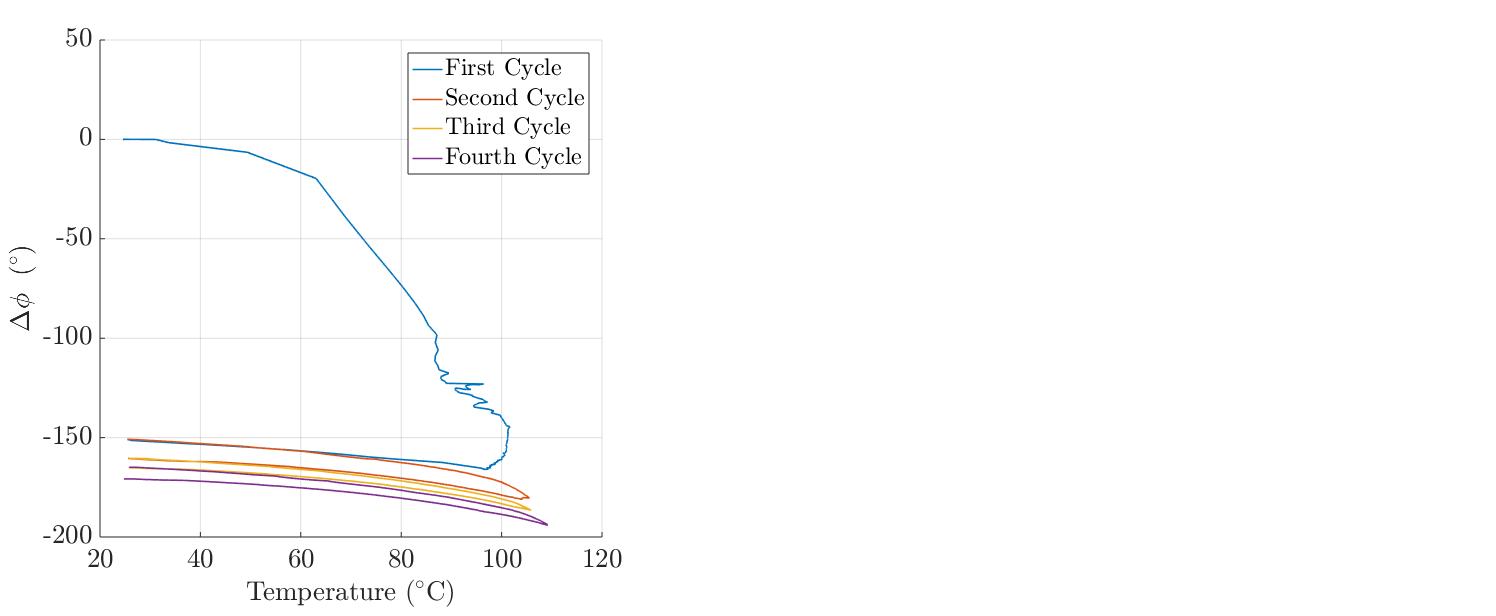 50
0
-50
-100
-150
-200
Δϕ (°)
First Cycle
Second Cycle
Third Cycle
Fourth Cycle
20 40 60 80 100 120
Temperature (°C)